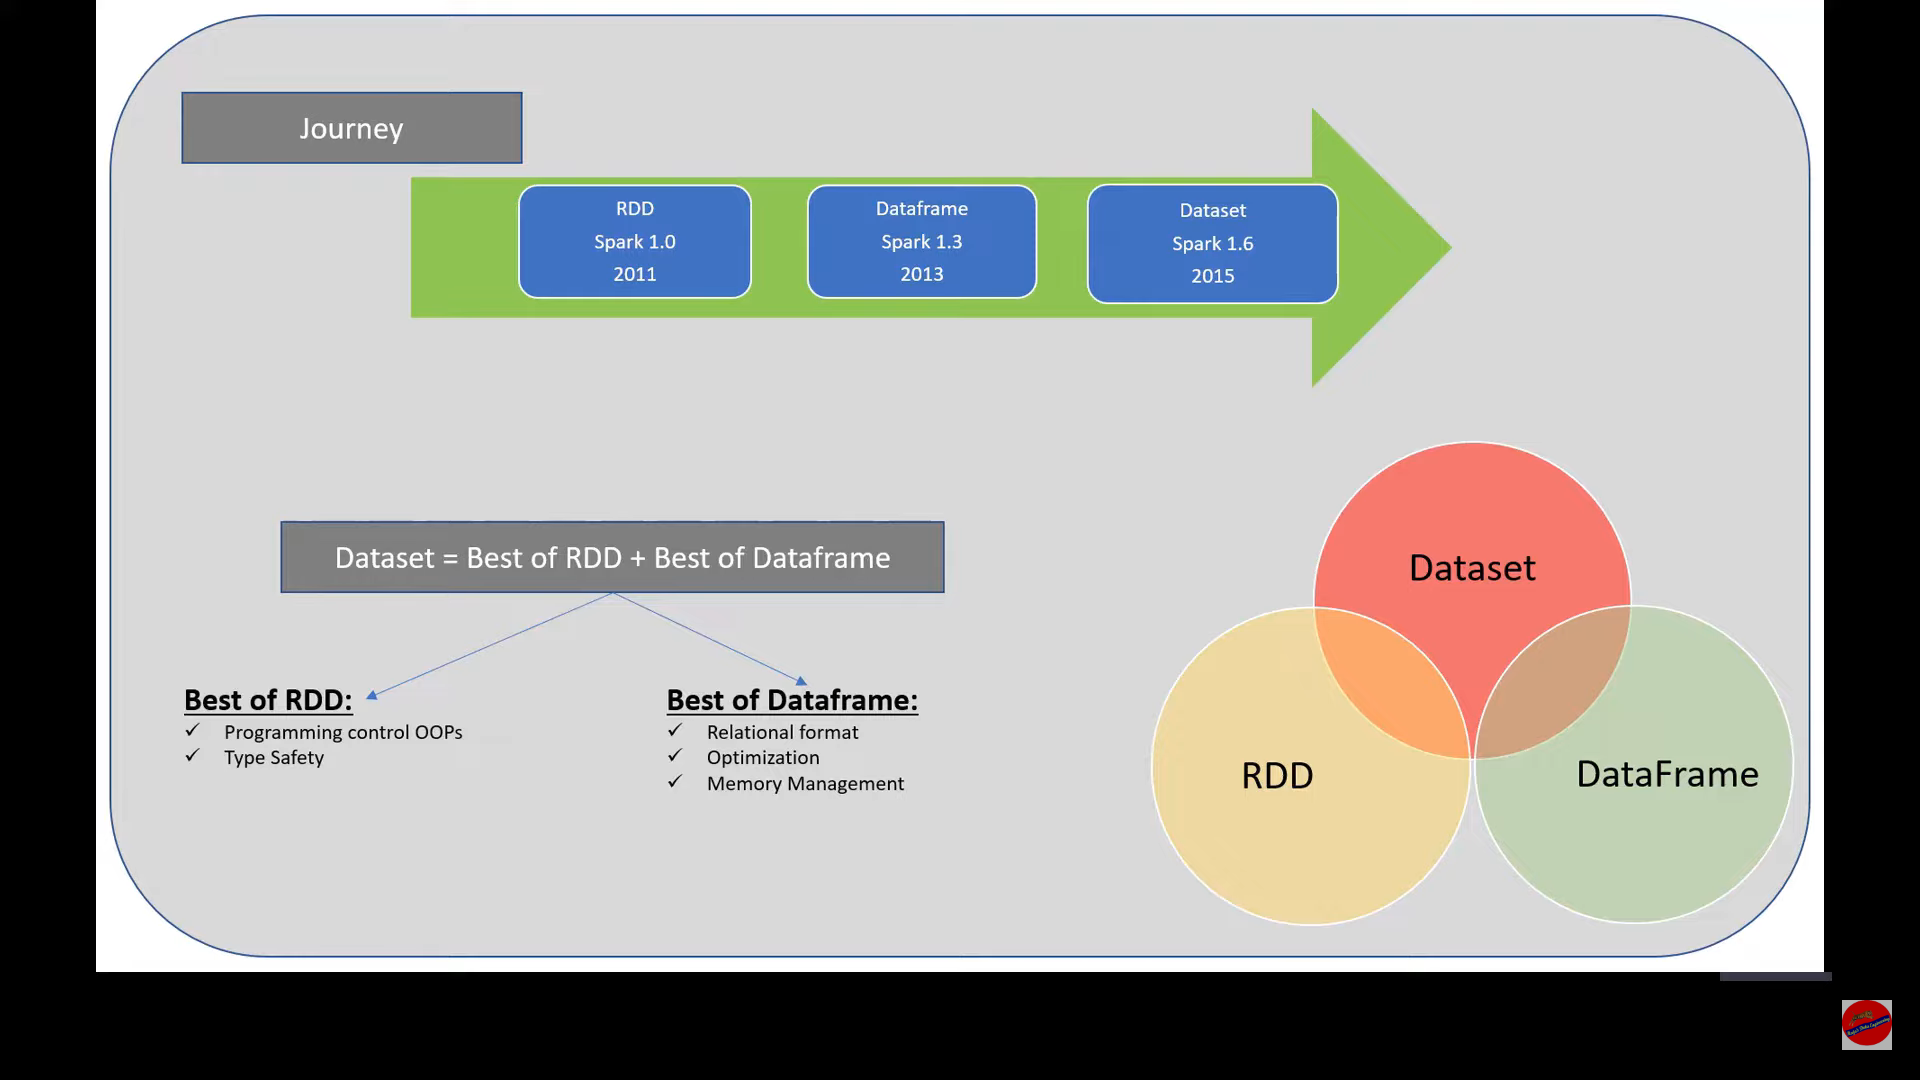 Journey
RDD
Spark 1.0
2011
Dataframe
Spark 1.3
2013
Dataset
Spark 1.6
2015
Dataset = Best of RDD + Best of Dataframe
Best of RDD:
✓ Programming control OOPs
✓ Type Safety
Best of Dataframe:
✓ Relational format
✓ Optimization
✓ Memory Management
Dataset
RDD
DataFrame